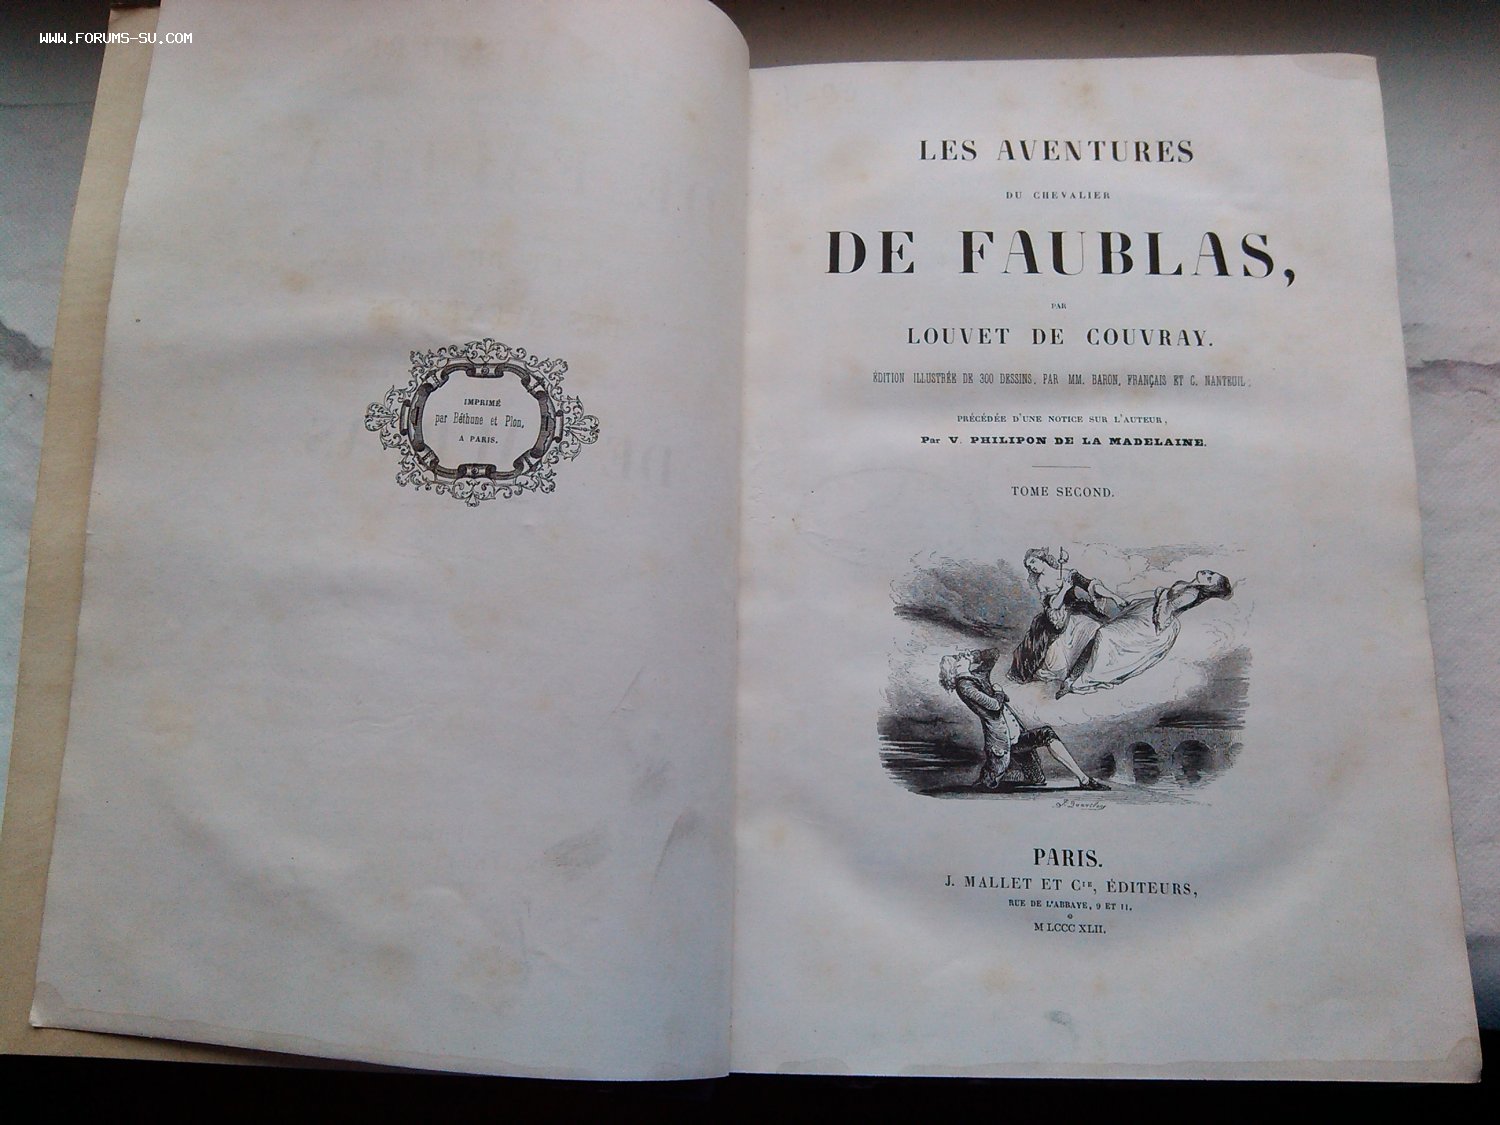 WWW.FORUMS-SU.COM
IMPRIMÉ
par Béthune et Plon,
A PARIS.
LES AVENTURES
DU CHEVALIER
DE FAUBLAS,
PAR
LOUVET DE COUVRAY.
ÉDITION ILLUSTRÉE DE 300 DESSINS, PAR MM. BARON, FRANÇAIS ET C. NANTEUIL;
PRÉCÉDÉE D'UNE NOTICE SUR L'AUTEUR,
Par V. PHILIPON DE LA MADELAINE.
TOME SECOND.
PARIS.
J. MALLET ET Cie, ÉDITEURS,
RUE DE L'ABBAYE, 9 ET 11.
M LCCC XLII.